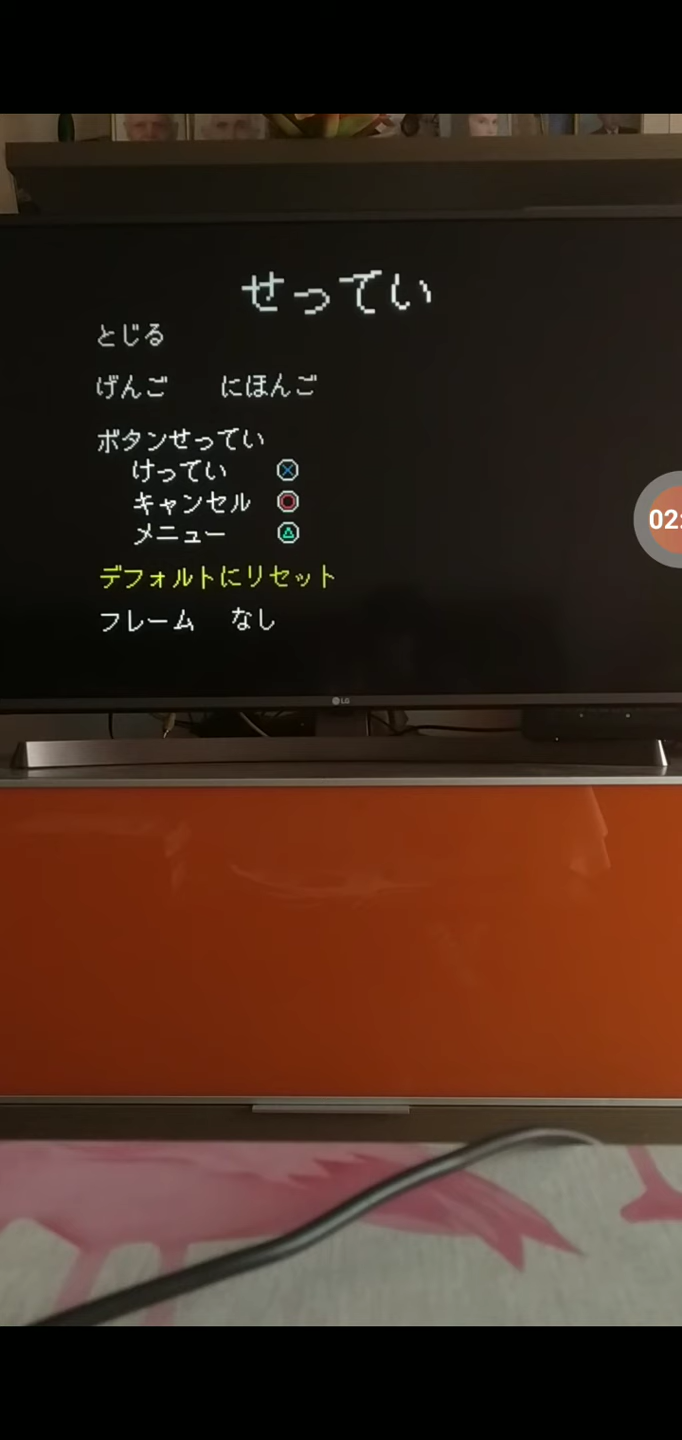 せってい
とじる
げんご にほんご
ボタンせってい
けってい
キャンセル
メニュー
デフォルトにリセット
フレーム なし
LG
02: